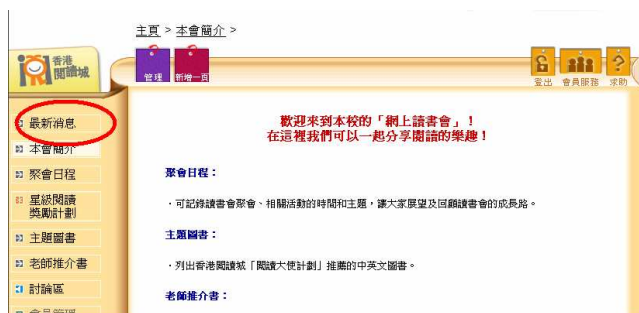 主頁 > 本會簡介 >
香港
閱讀城
管理
新增一頁
登出
會員服務
求助
最新消息
本會簡介
聚會日程
星級閱讀
獎勵計劃
主題圖書
老師推介書
討論區
會員管理
歡迎來到本校的「網上讀書會」！
在這裡我們可以一起分享閱讀的樂趣！
聚會日程：
・可記錄讀書會聚會、相關活動的時間和主題，讓大家展望及回顧讀書會的成長路。
主題圖書：
・列出香港閱讀城「閱讀大使計劃」推薦的中英文圖書。
老師推介書：